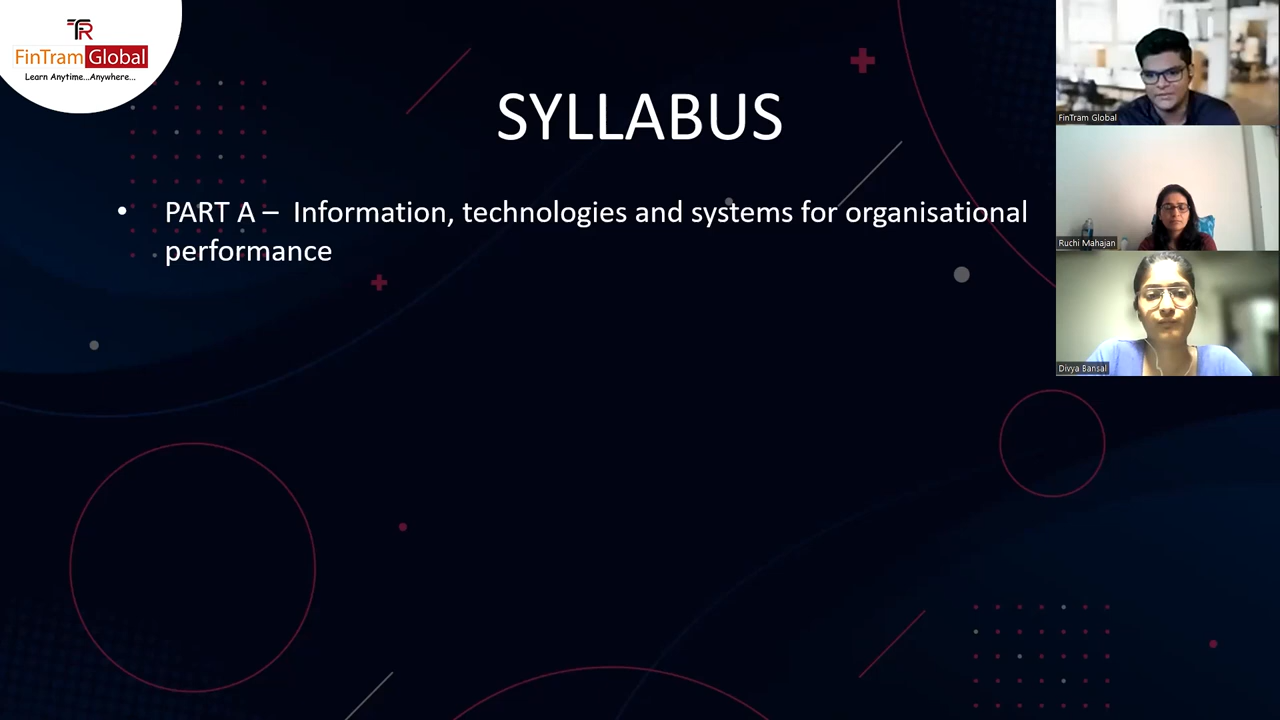 TR
FinTram Global
Learn Anytime...Anywhere...
SYLLABUS
• PART A – Information, technologies and systems for organisational
performance
FinTram Global
Ruchi Mahajan
Divya Bansal